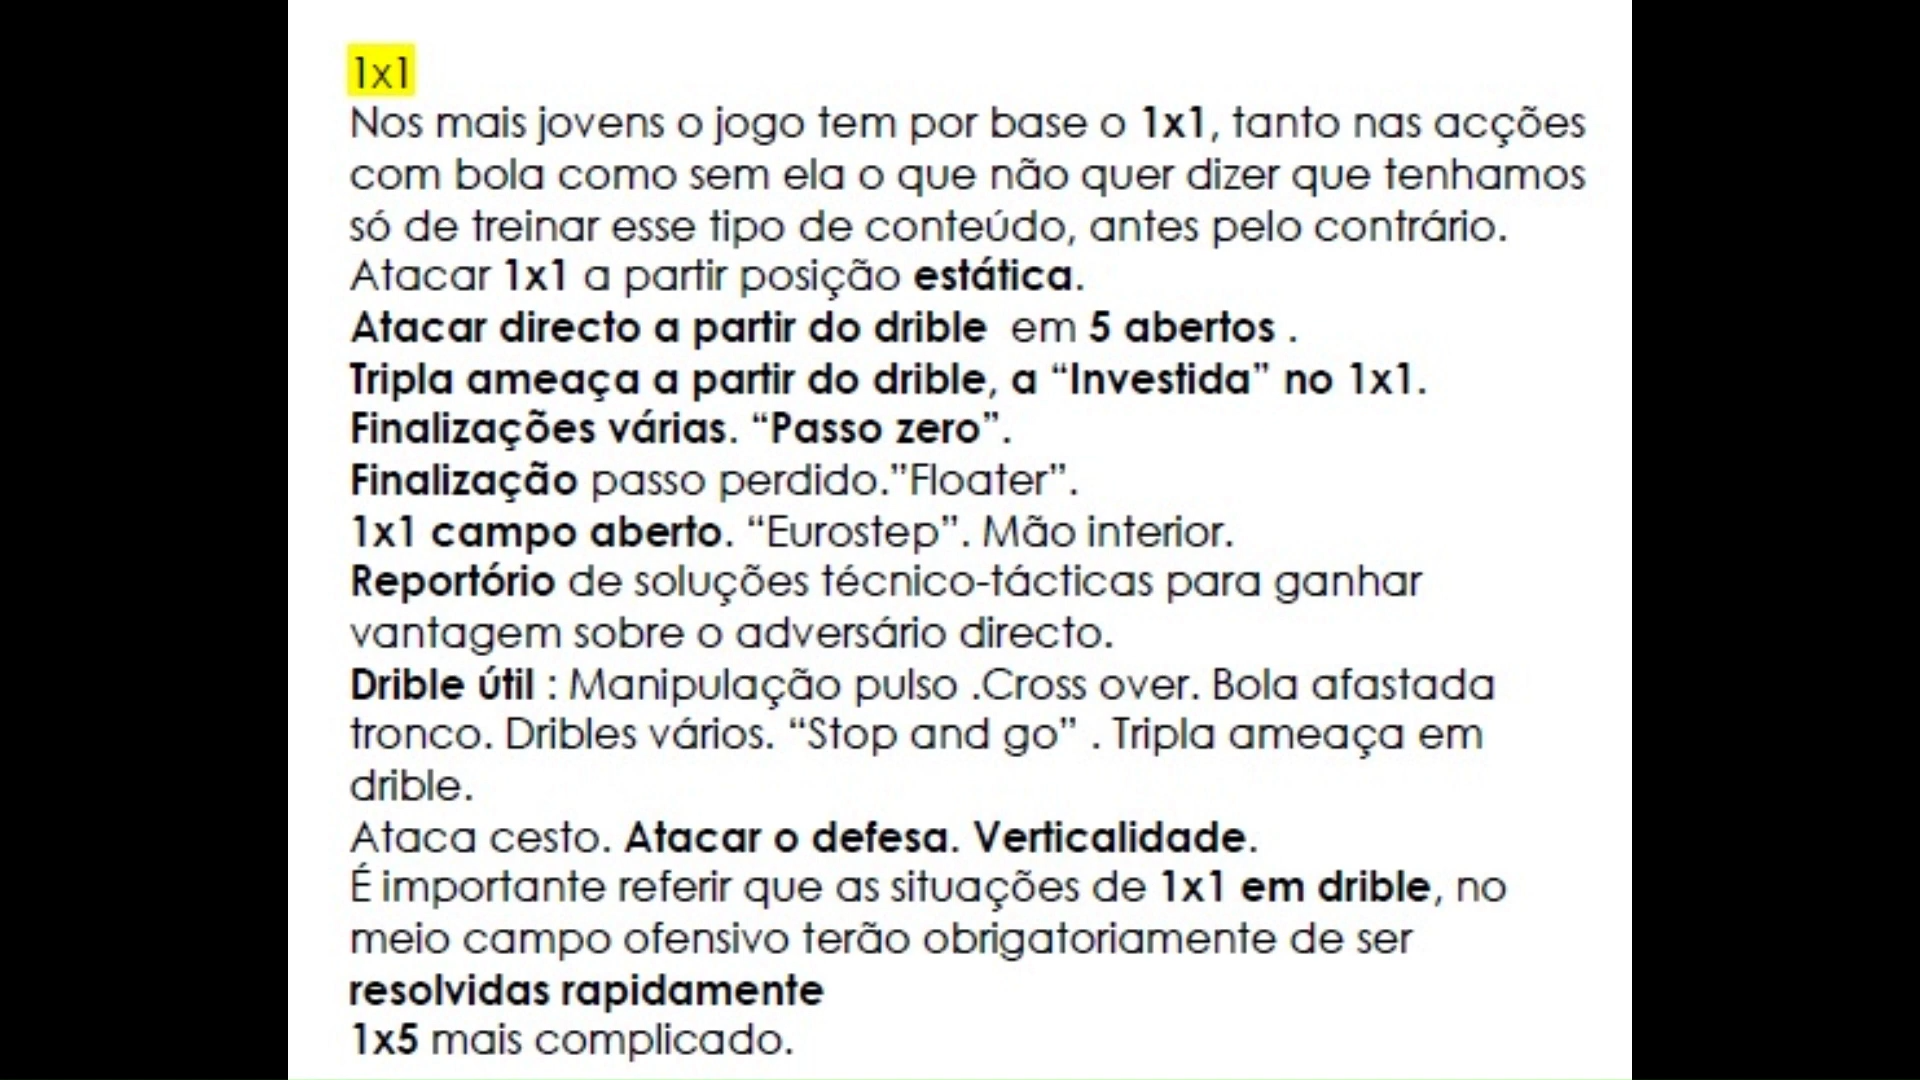 1x1
Nos mais jovens o jogo tem por base o 1x1, tanto nas acções
com bola como sem ela o que não quer dizer que tenhamos
só de treinar esse tipo de conteúdo, antes pelo contrário.
Atacar 1x1 a partir posição estática.
Atacar directo a partir do drible  em 5 abertos .
Tripla ameaça a partir do drible, a “Investida” no 1x1.
Finalizações várias. “Passo zero”.
Finalização passo perdido.”Floater”.
1x1 campo aberto. “Eurostep”. Mão interior.
Reportório de soluções técnico-tácticas para ganhar
vantagem sobre o adversário directo.
Drible útil : Manipulação pulso .Cross over. Bola afastada
tronco. Dribles vários. “Stop and go” . Tripla ameaça em
drible.
Ataca cesto. Atacar o defesa. Verticalidade.
É importante referir que as situações de 1x1 em drible, no
meio campo ofensivo terão obrigatoriamente de ser
resolvidas rapidamente
1x5 mais complicado.